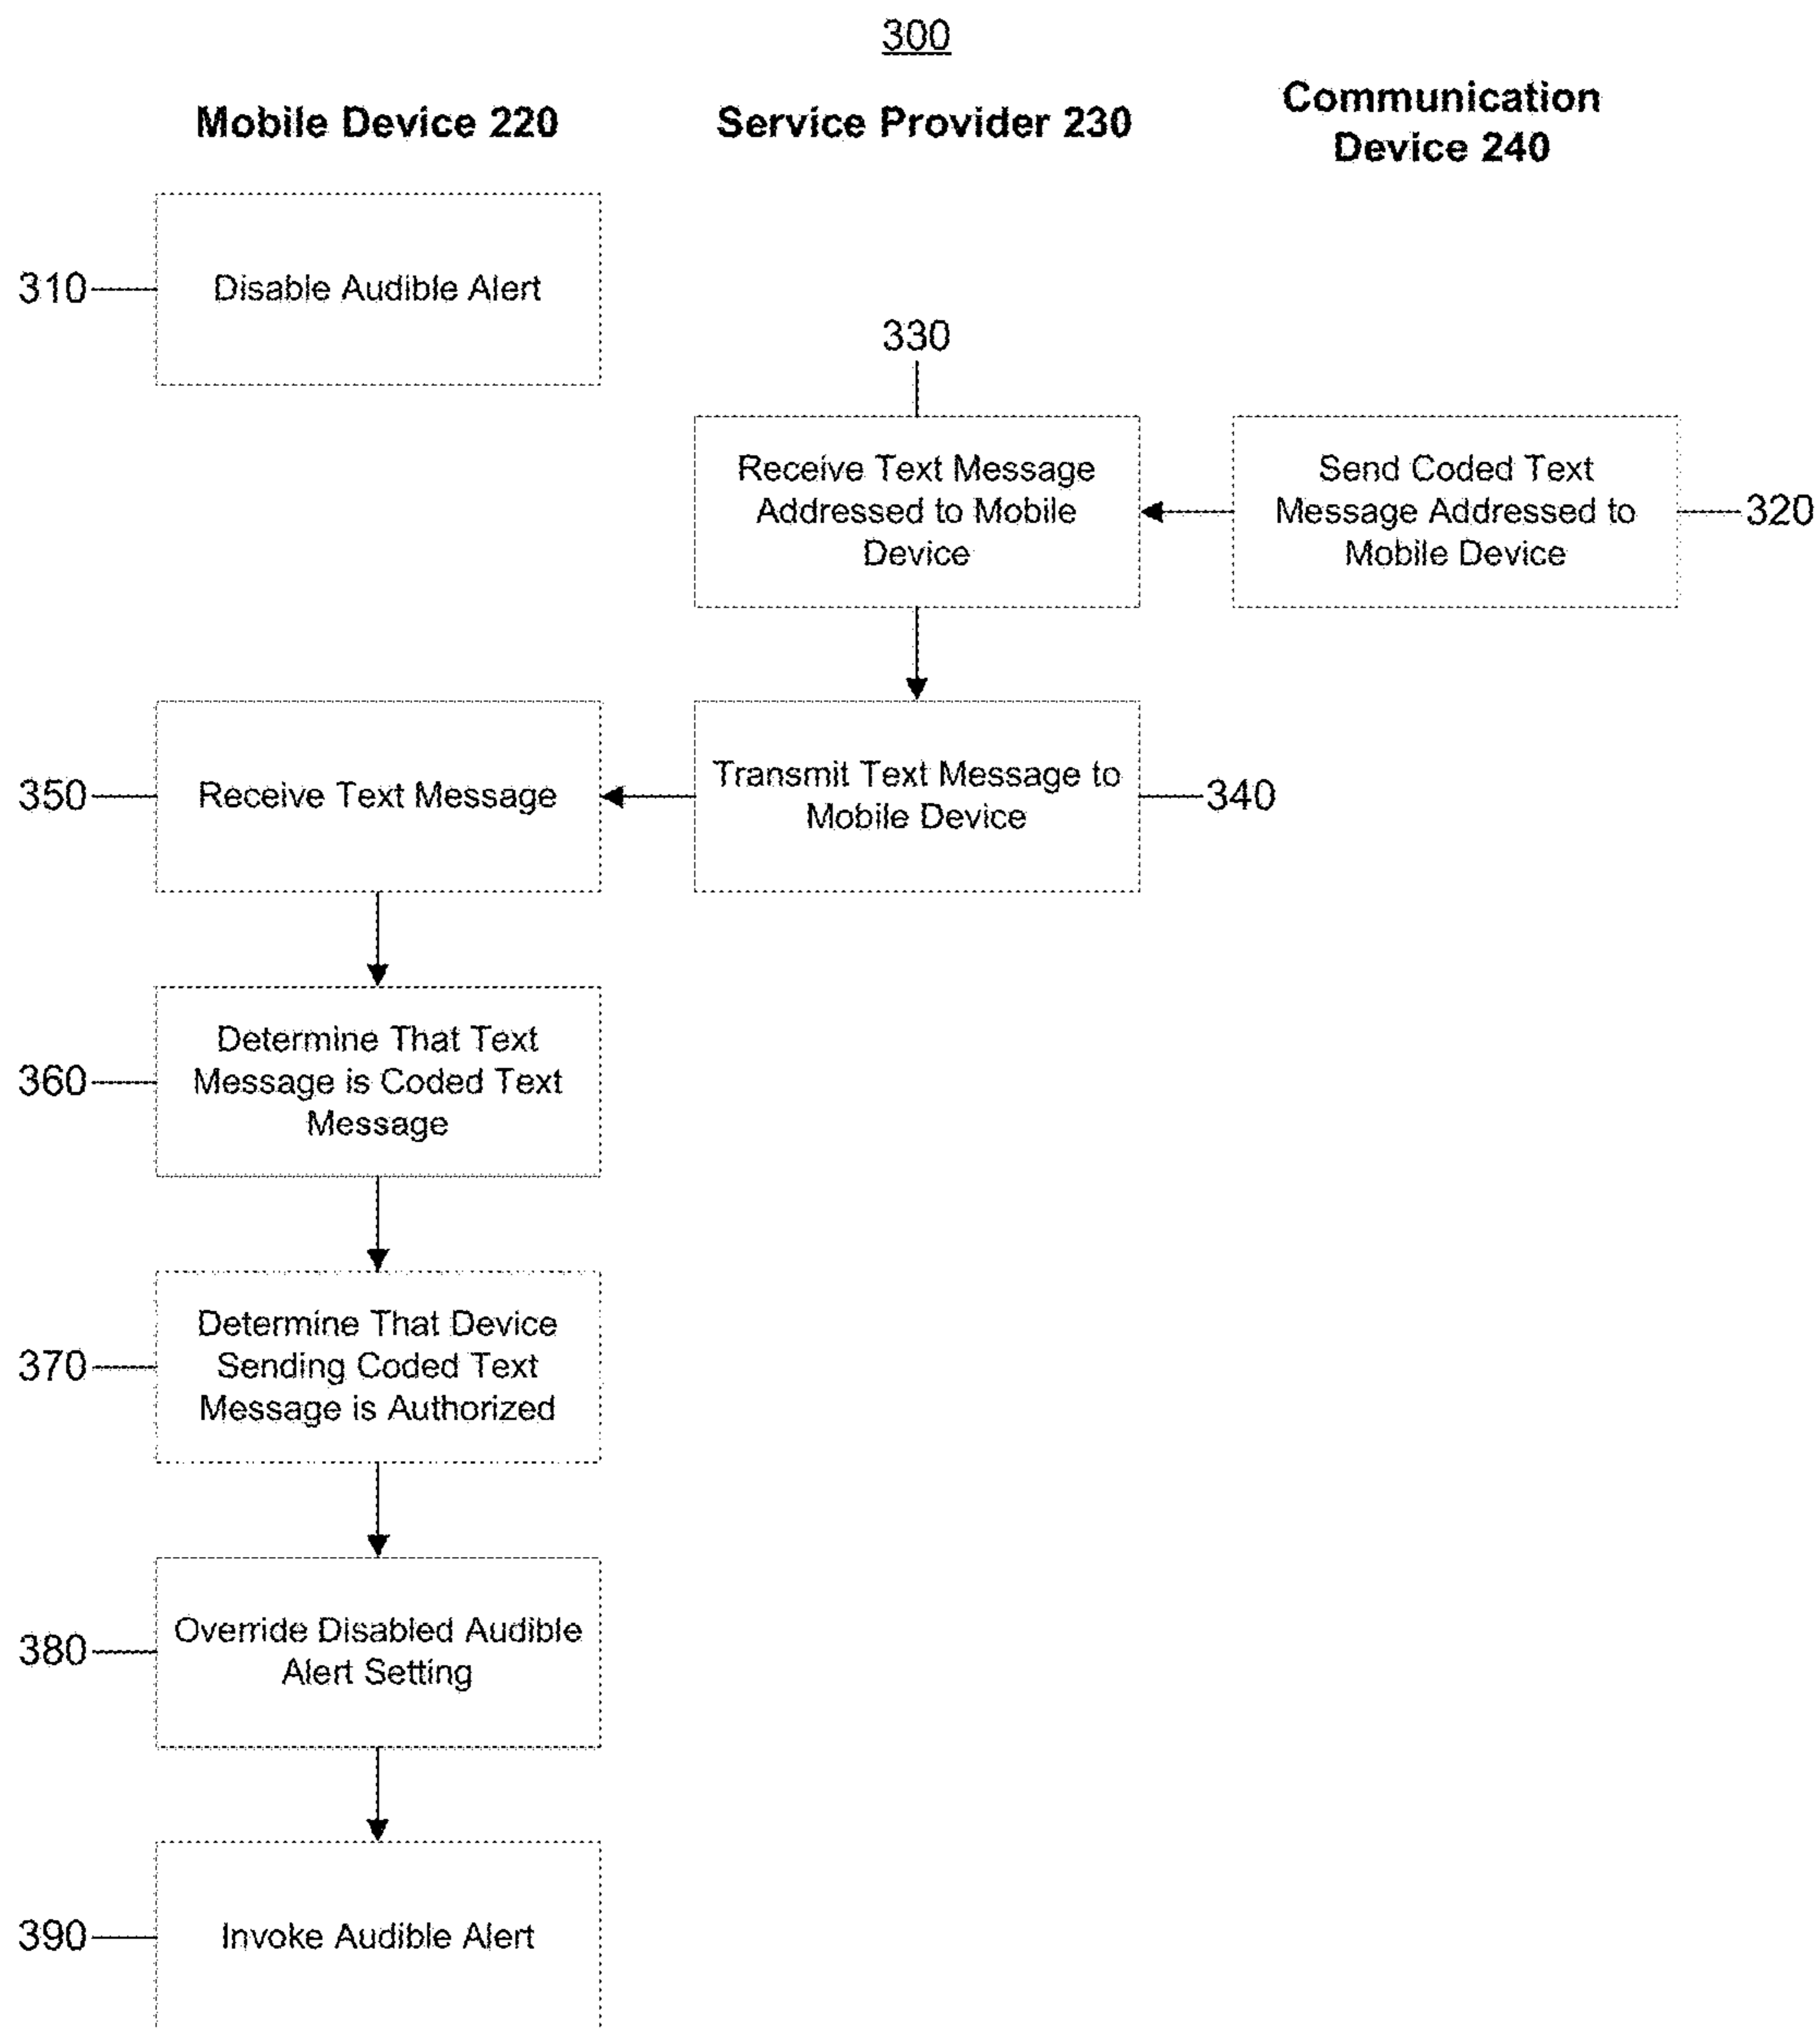 300
Mobile Device 220
Service Provider 230
Communication
Device 240
310
Disable Audible Alert
330
Receive Text Message
Addressed to Mobile
Device
Send Coded Text
Message Addressed to
Mobile Device
320
350
Receive Text Message
Transmit Text Message to
Mobile Device
340
360
Determine That Text
Message is Coded Text
Message
370
Determine That Device
Sending Coded Text
Message is Authorized
380
Override Disabled Audible
Alert Setting
390
Invoke Audible Alert